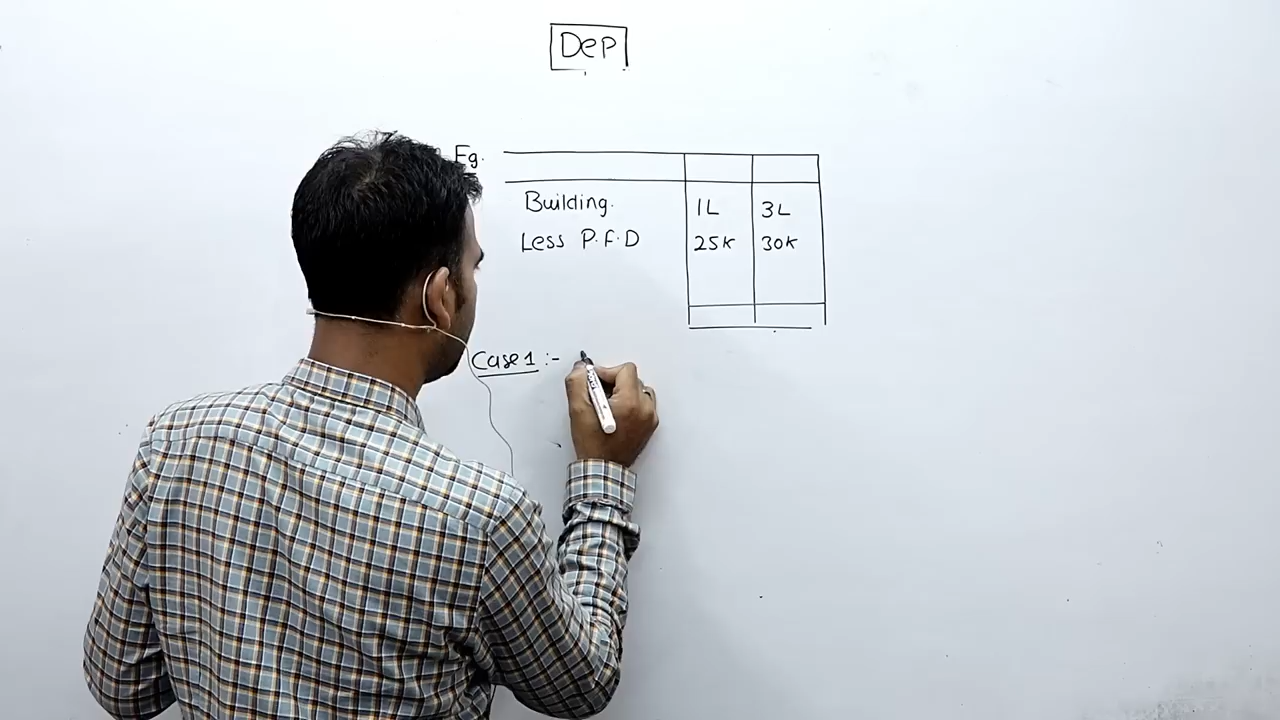 Dep
Eg.
Building. 1L 3L
Less P.F.D 25K 30K
Case 1 :-